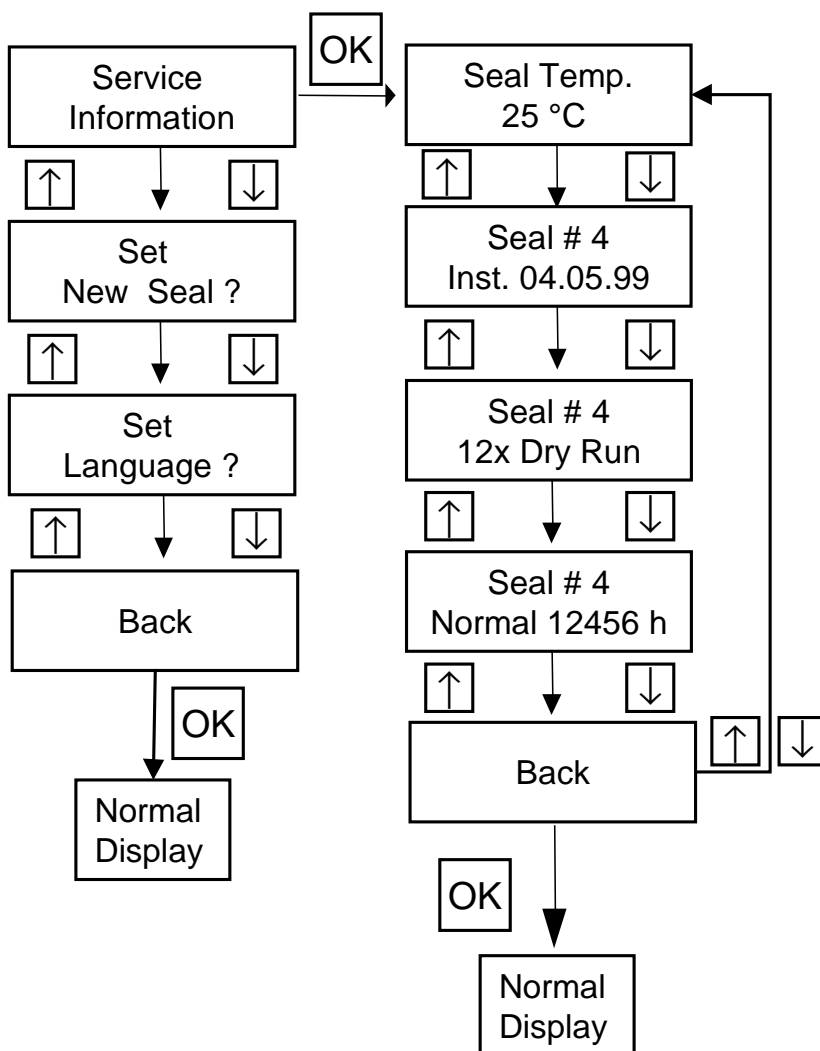 OK
Service
Information
Seal Temp.
25 °C
↑ ↓
↑ ↓
Set
New Seal ?
Seal # 4
Inst. 04.05.99
↑ ↓
↑ ↓
Set
Language ?
Seal # 4
12x Dry Run
↑ ↓
↑ ↓
Back
Seal # 4
Normal 12456 h
↑ ↓
OK
Back
↑ ↓
Normal
Display
OK
Normal
Display